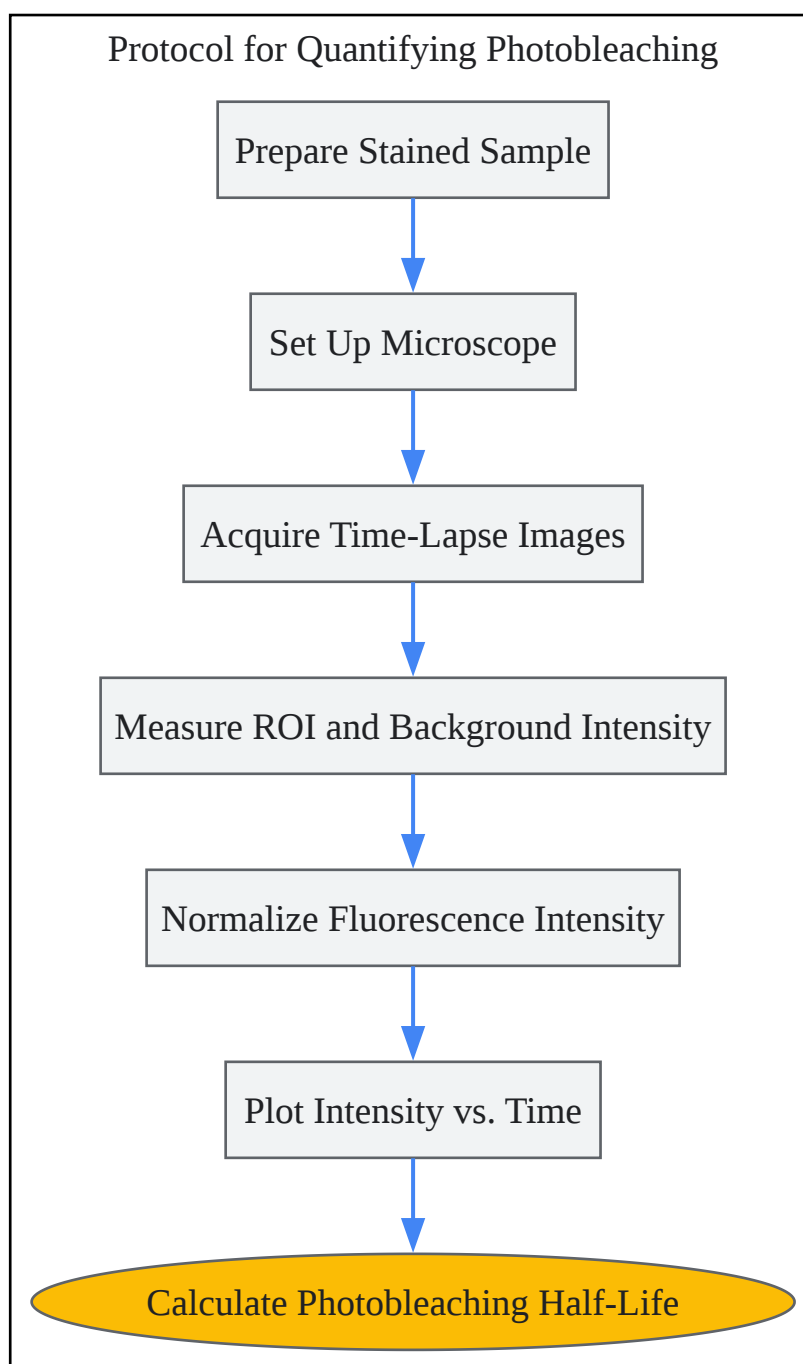 Protocol for Quantifying Photobleaching
Prepare Stained Sample
Set Up Microscope
Acquire Time-Lapse Images
Measure ROI and Background Intensity
Normalize Fluorescence Intensity
Plot Intensity vs. Time
Calculate Photobleaching Half-Life